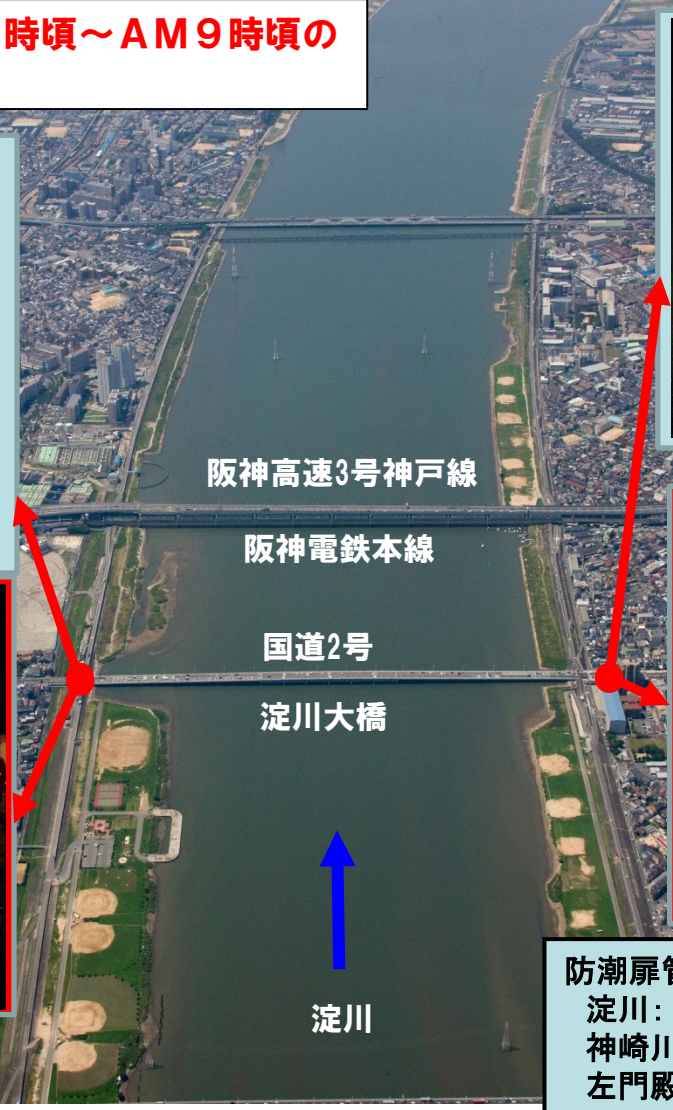 時頃～AM9時頃の
阪神高速3号神戸線
阪神電鉄本線
国道2号
淀川大橋
淀川
防潮扉管
淀川：
神崎川
左門殿